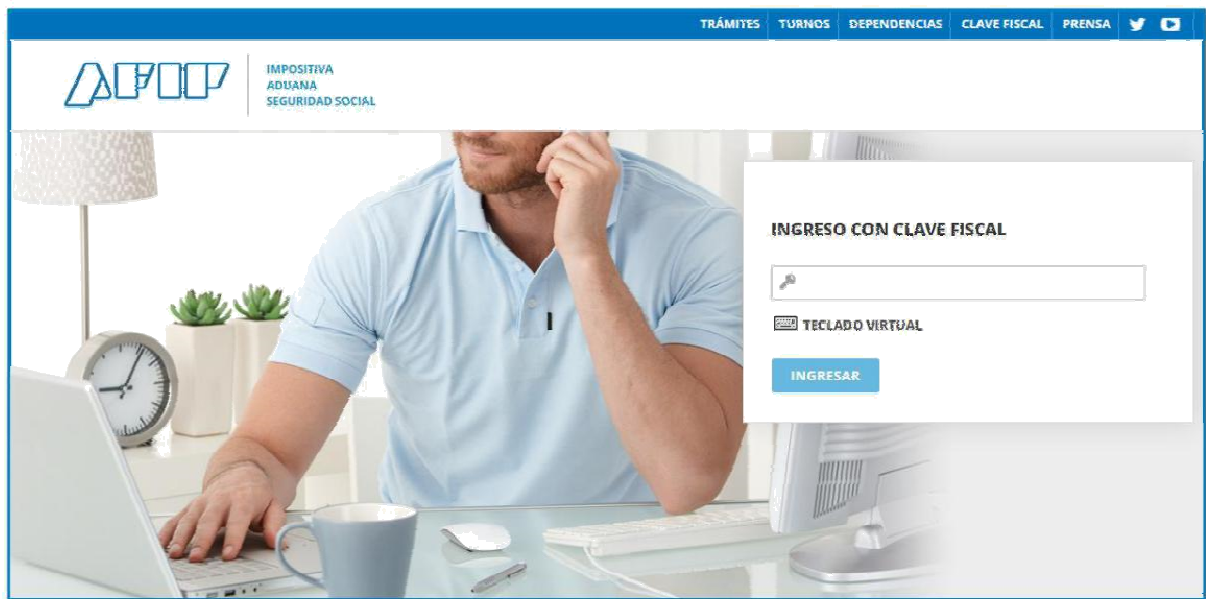 TRÁMITES TURNOS DEPENDENCIAS CLAVE FISCAL PRENSA
AFIP
IMPOSITIVA
ADUANA
SEGURIDAD SOCIAL
INGRESO CON CLAVE FISCAL
TECLADO VIRTUAL
INGRESAR